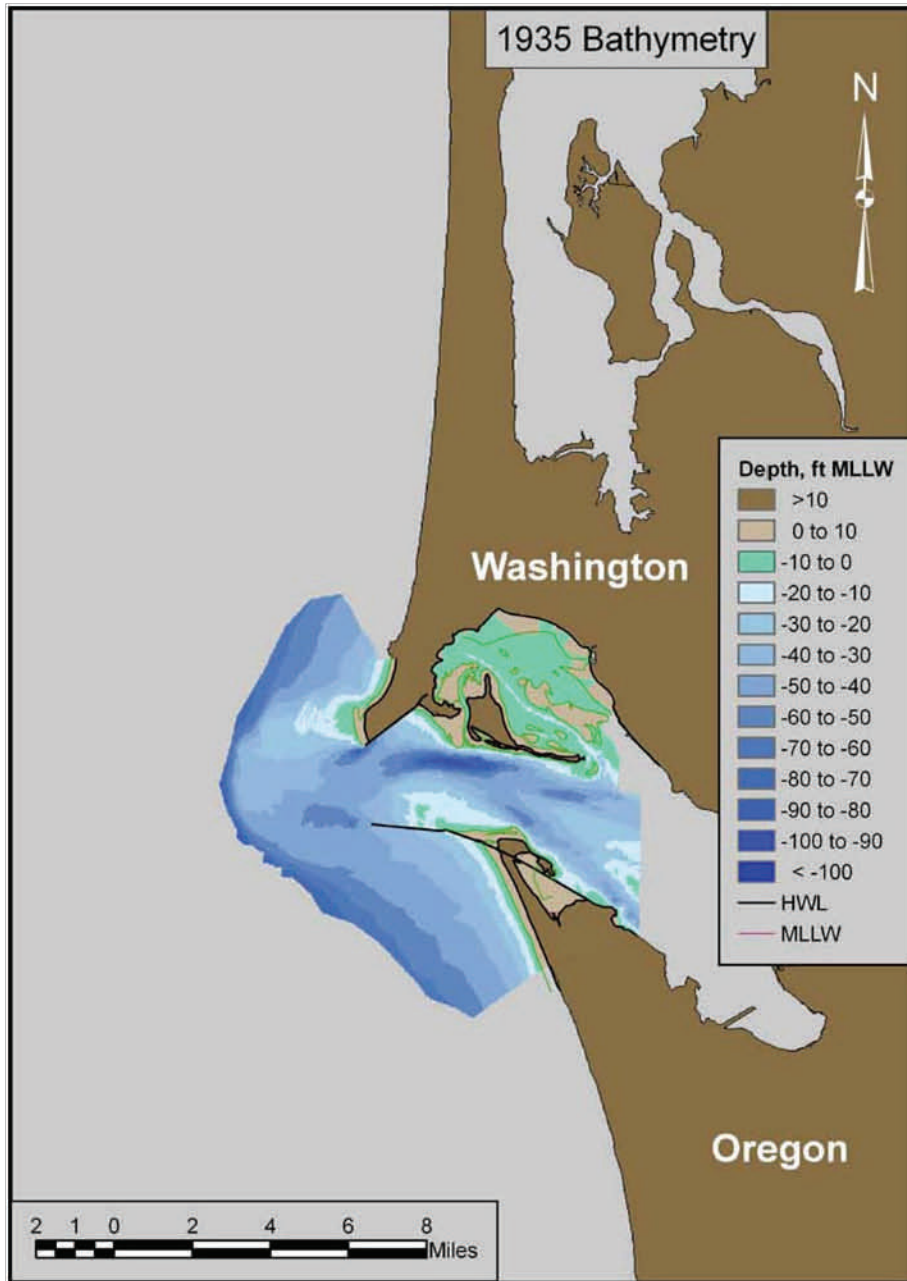 1935 Bathymetry
N
Depth, ft MLLW
>10
0 to 10
-10 to 0
-20 to -10
-30 to -20
-40 to -30
-50 to -40
-60 to -50
-70 to -60
-80 to -70
-90 to -80
-100 to -90
< -100
HWL
MLLW
Washington
Oregon
2 1 0 2 4 6 8
Miles